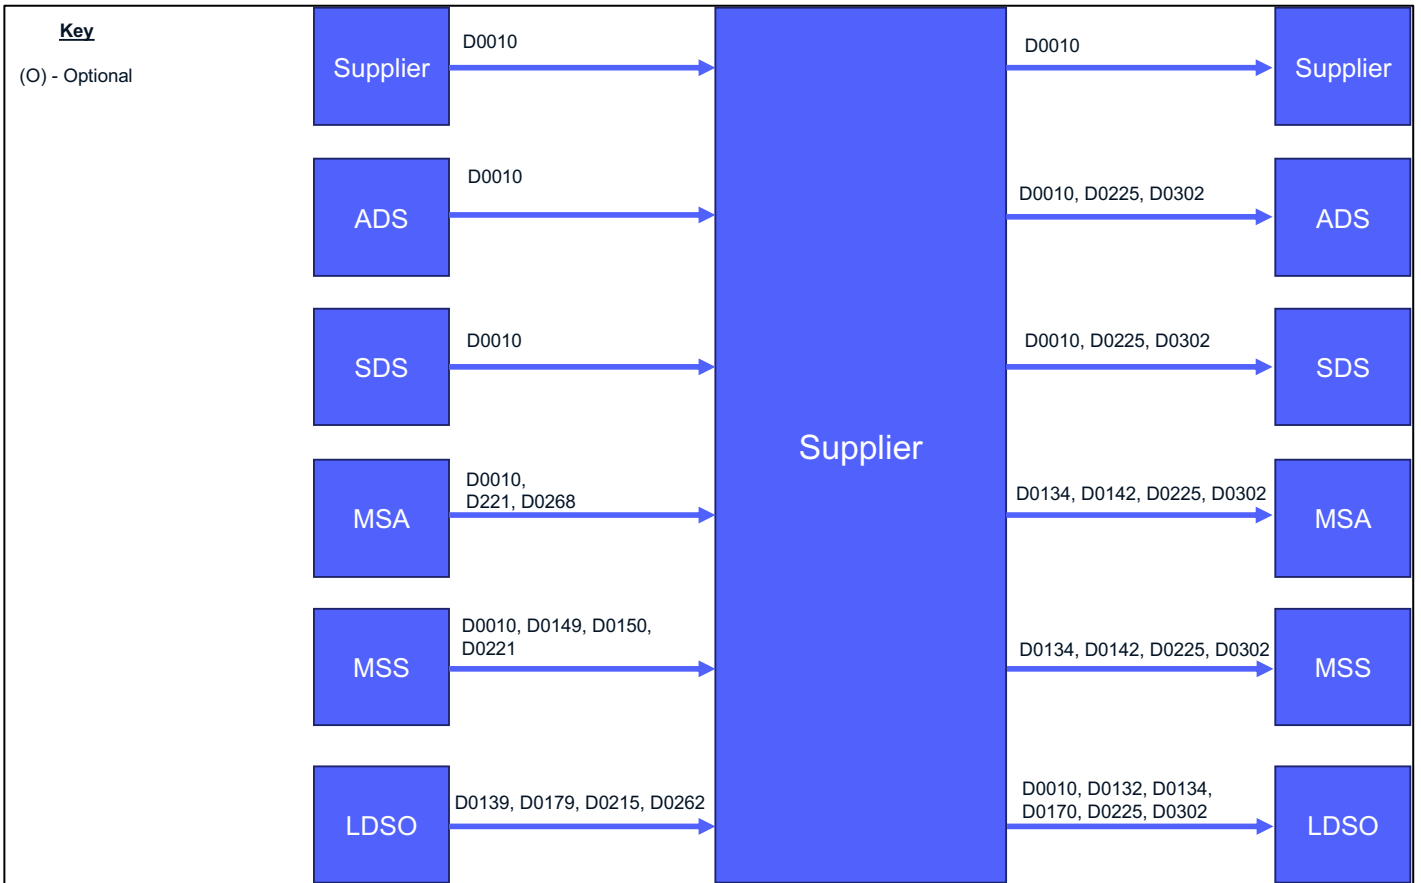 Key
(O) - Optional
Supplier
D0010
D0010
Supplier
ADS
D0010
D0010, D0225, D0302
ADS
SDS
D0010
D0010, D0225, D0302
SDS
Supplier
MSA
D0010,
D221, D0268
D0134, D0142, D0225, D0302
MSA
MSS
D0010, D0149, D0150,
D0221
D0134, D0142, D0225, D0302
MSS
LDSO
D0139, D0179, D0215, D0262
D0010, D0132, D0134,
D0170, D0225, D0302
LDSO